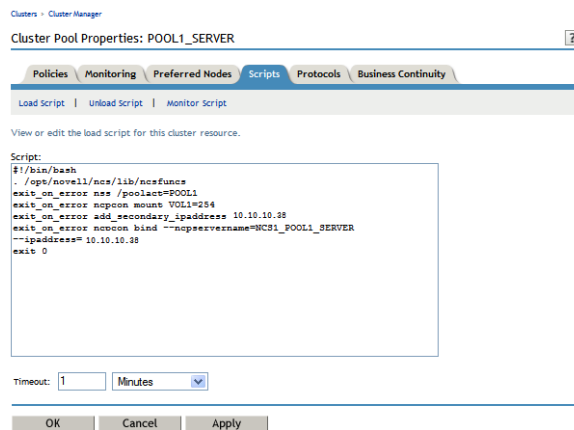 Clusters > Cluster Manager
Cluster Pool Properties: POOL1_SERVER
?
Policies Monitoring Preferred Nodes Scripts Protocols Business Continuity
Load Script | Unload Script | Monitor Script
View or edit the load script for this cluster resource.
Script:
#!/bin/bash
. /opt/novell/ncs/lib/ncsfuncs
exit_on_error nss /poolact=POOL1
exit_on_error ncpcon mount VOL1=254
exit_on_error add_secondary_ipaddress 10.10.10.38
exit_on_error ncpcon bind --ncpservername=NCS1_POOL1_SERVER
--ipaddress= 10.10.10.38
exit 0
Timeout: 1 Minutes
OK Cancel Apply